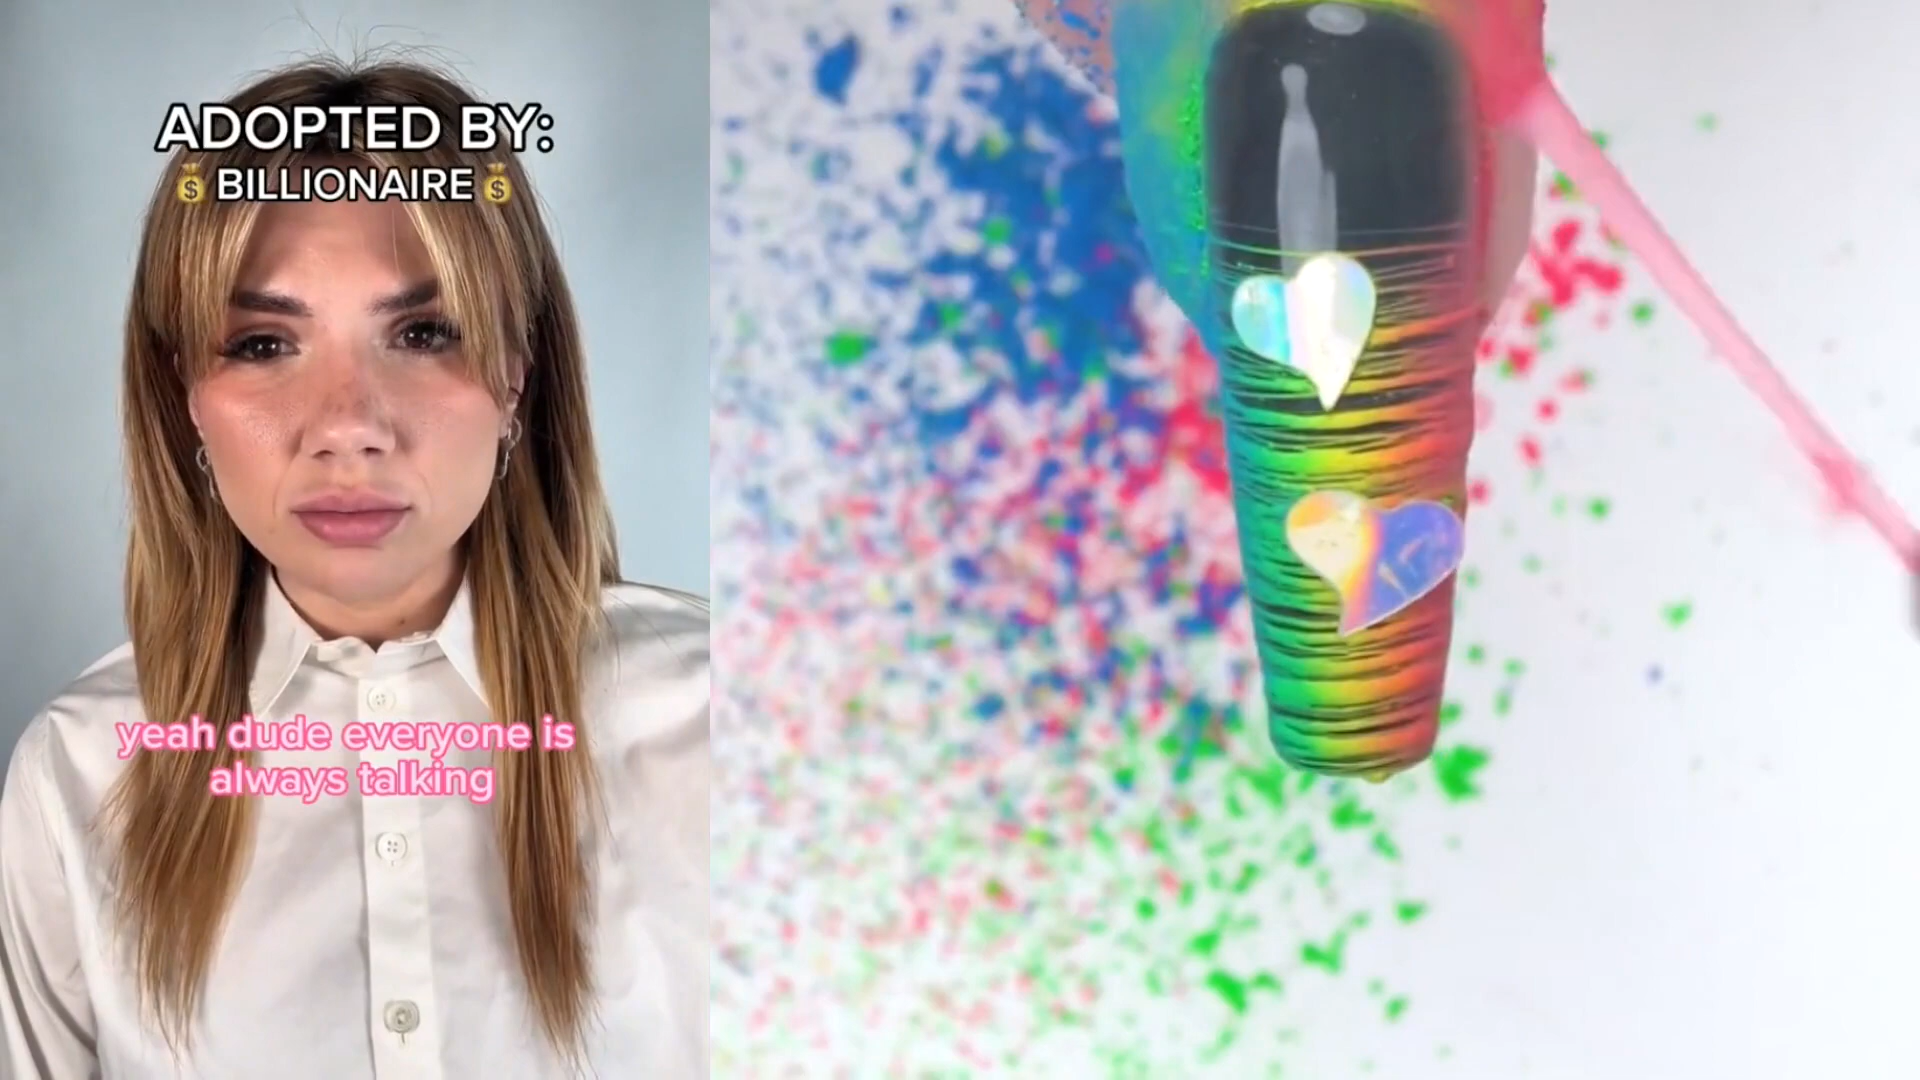 ADOPTED BY:
💰BILLIONAIRE💰
yeah dude everyone is
always talking